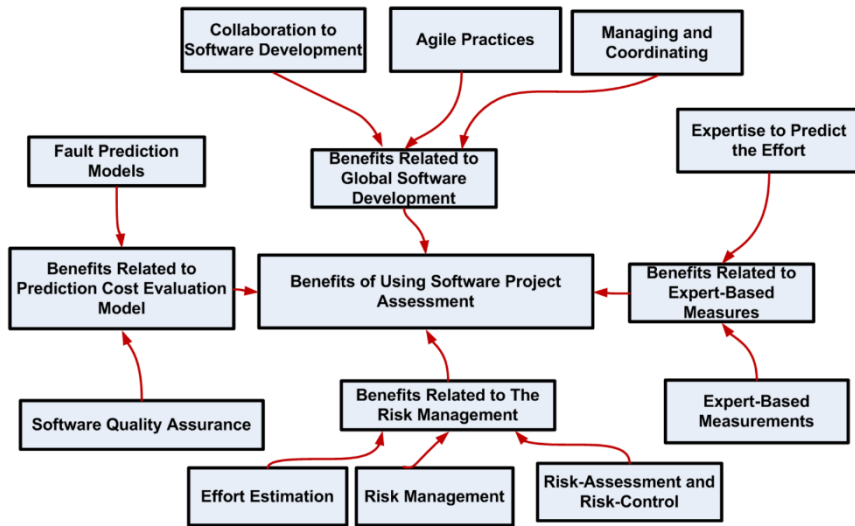 Collaboration to
Software Development
Agile Practices
Managing and
Coordinating
Fault Prediction
Models
Benefits Related to
Global Software
Development
Expertise to Predict
the Effort
Benefits Related to
Prediction Cost Evaluation
Model
Benefits of Using Software Project
Assessment
Benefits Related to
Expert-Based
Measures
Software Quality Assurance
Benefits Related to The
Risk Management
Expert-Based
Measurements
Effort Estimation
Risk Management
Risk-Assessment and
Risk-Control